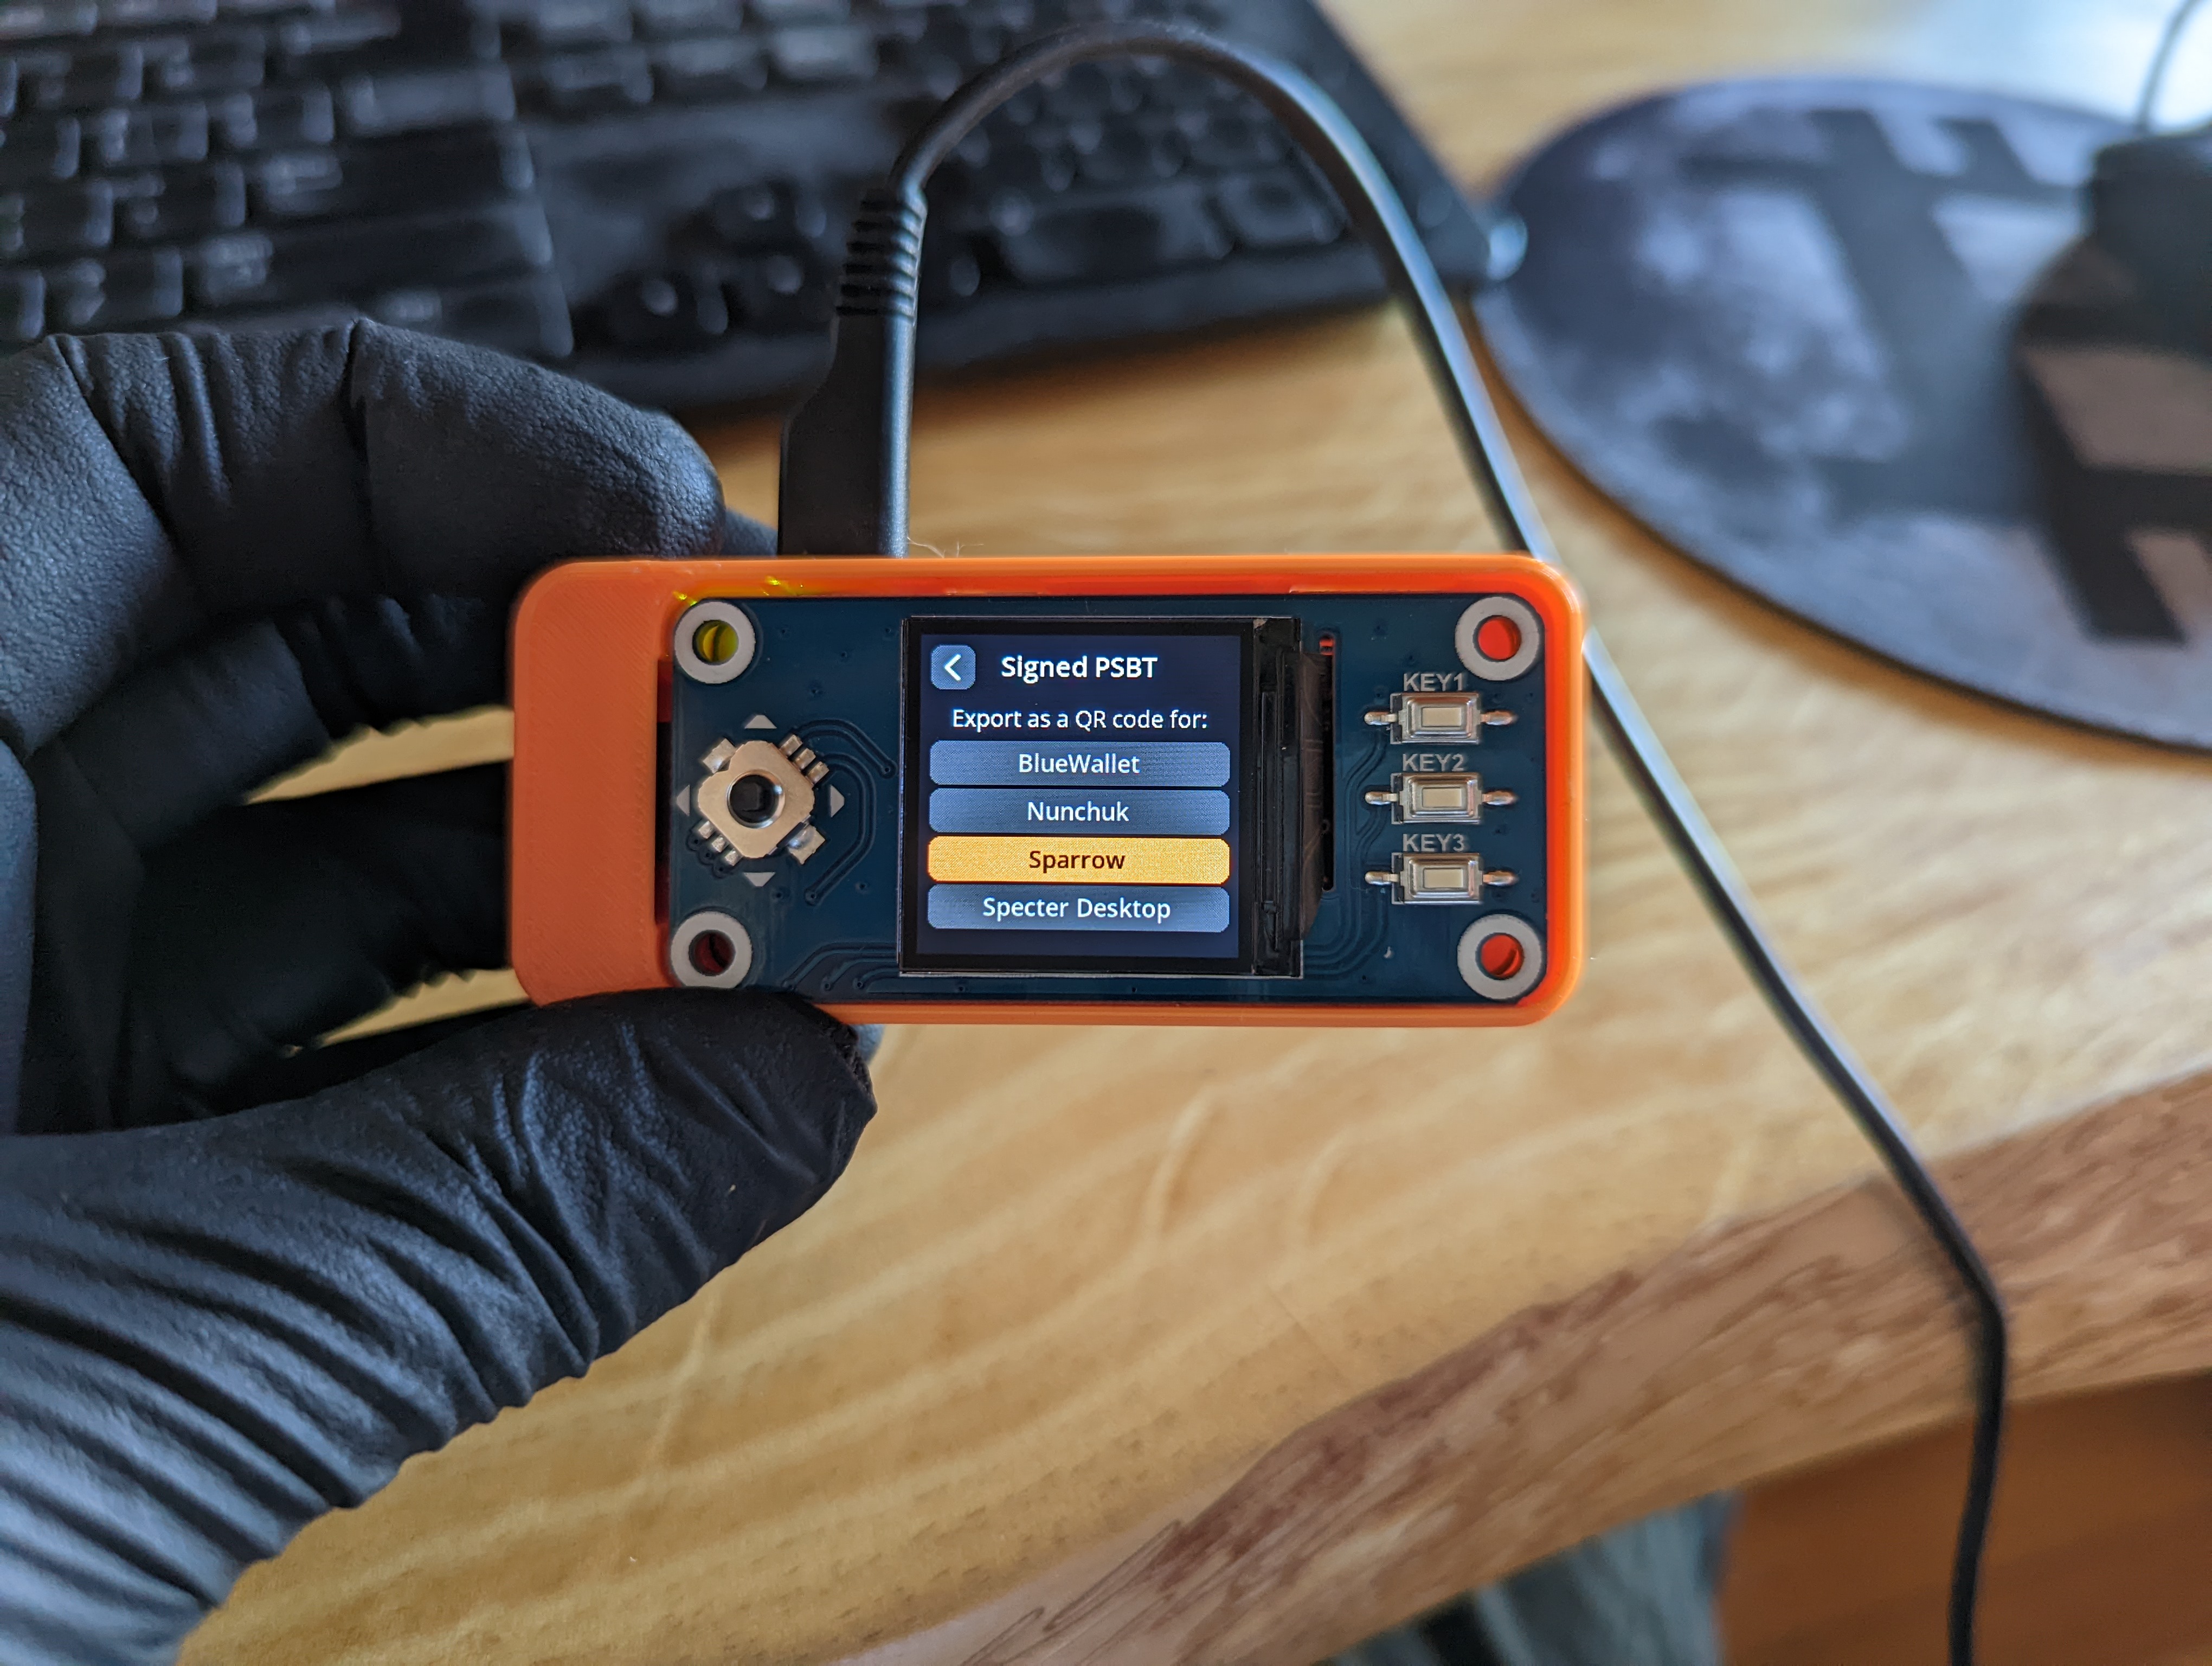 Signed PSBT
Export as a QR code for:
BlueWallet
Nunchuk
Sparrow
Specter Desktop
KEY1
KEY2
KEY3